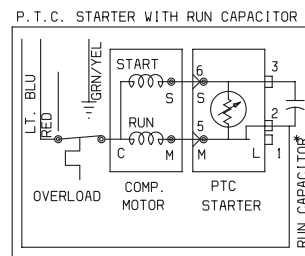 P.T.C. STARTER WITH RUN CAPACITOR
LT. BLU
RED
GRN/YEL
START
S
6
S
3
RUN
C
M
5
M
2
L
1
OVERLOAD
COMP.
MOTOR
PTC
STARTER
RUN CAPACITOR*